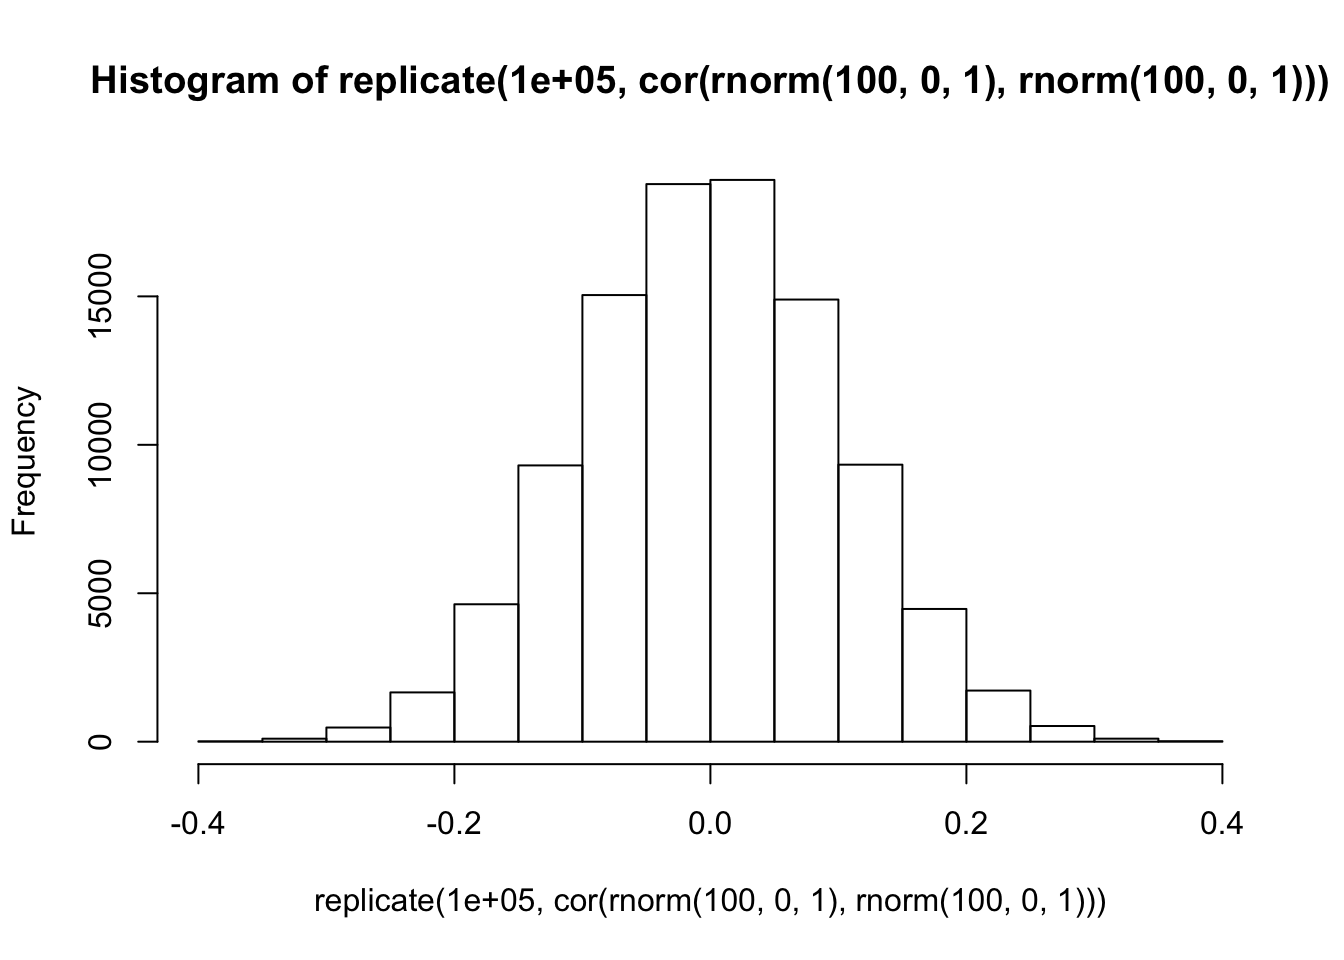 Histogram of replicate(1e+05, cor(rnorm(100, 0, 1), rnorm(100, 0, 1)))
Frequency
15000
10000
5000
0
-0.4 -0.2 0.0 0.2 0.4
replicate(1e+05, cor(rnorm(100, 0, 1), rnorm(100, 0, 1)))